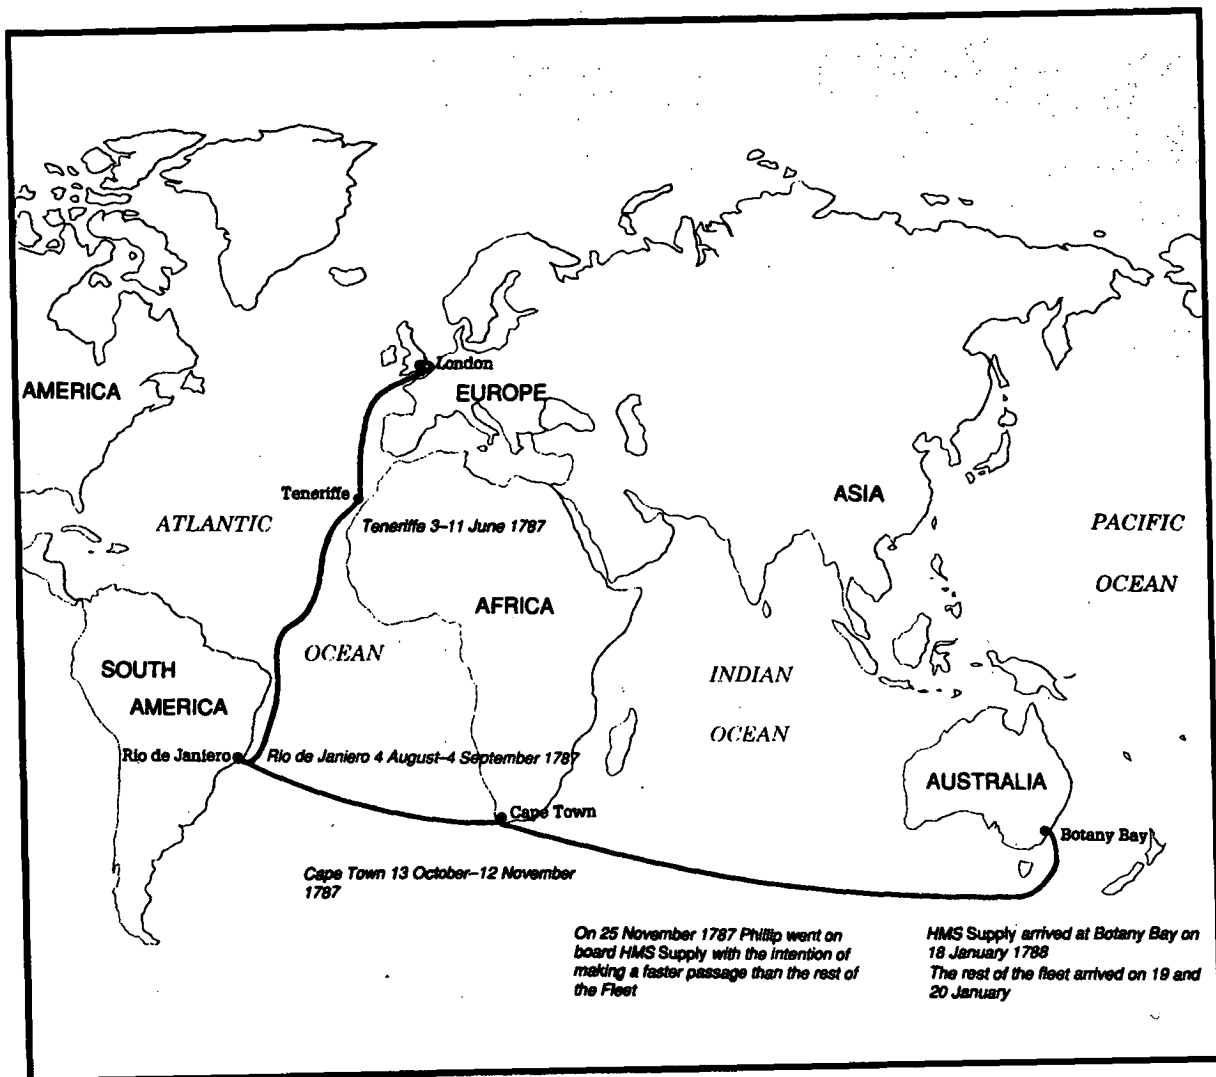 London
AMERICA
EUROPE
Teneriffe
ASIA
ATLANTIC
Teneriffe 3–11 June 1787
PACIFIC
OCEAN
AFRICA
OCEAN
SOUTH
AMERICA
INDIAN
OCEAN
Rio de Janiero
Rio de Janiero 4 August–4 September 1787
AUSTRALIA
Cape Town
Botany Bay
Cape Town 13 October–12 November
1787
On 25 November 1787 Phillip went on
board HMS Supply with the intention of
making a faster passage than the rest of
the Fleet
HMS Supply arrived at Botany Bay on
18 January 1788
The rest of the fleet arrived on 19 and
20 January